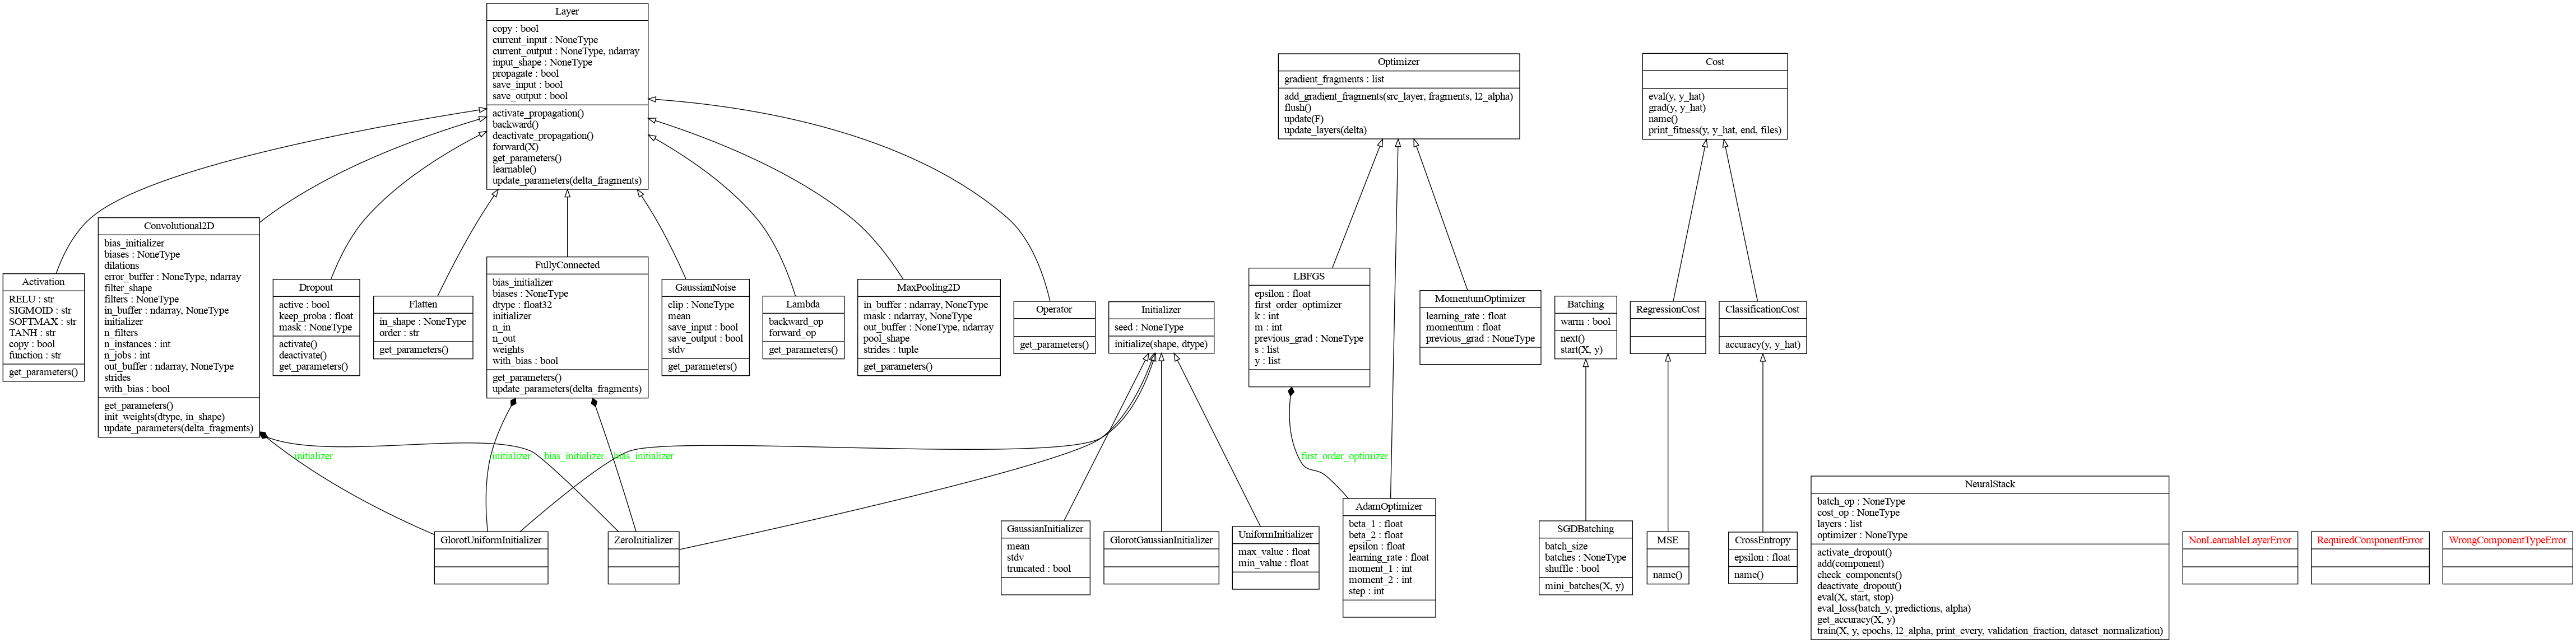 Layer
copy : bool
current_input : NoneType
current_output : NoneType, ndarray
input_shape : NoneType
propagate : bool
save_input : bool
save_output : bool
activate_propagation()
backward()
deactivate_propagation()
forward(X)
get_parameters()
learnable()
update_parameters(delta_fragments)
Optimizer
gradient_fragments : list
add_gradient_fragments(src_layer, fragments, l2_alpha)
flush()
update(F)
update_layers(delta)
Cost
eval(y, y_hat)
grad(y, y_hat)
name()
print_fitness(y, y_hat, end, files)
Activation
RELU : str
SIGMOID : str
SOFTMAX : str
TANH : str
copy : bool
function : str
get_parameters()
Convolutional2D
bias_initializer
biases : NoneType
dilations
error_buffer : NoneType, ndarray
filter_shape
filters : NoneType
in_buffer : ndarray, NoneType
initializer
n_filters
n_instances : int
n_jobs : int
out_buffer : ndarray, NoneType
strides
with_bias : bool
get_parameters()
init_weights(dtype, in_shape)
update_parameters(delta_fragments)
Dropout
active : bool
keep_proba : float
mask : NoneType
activate()
deactivate()
get_parameters()
Flatten
in_shape : NoneType
order : str
get_parameters()
FullyConnected
bias_initializer
biases : NoneType
dtype : float32
initializer
n_in
n_out
weights
with_bias : bool
get_parameters()
update_parameters(delta_fragments)
GaussianNoise
clip : NoneType
mean
save_input : bool
save_output : bool
stdv
get_parameters()
Lambda
backward_op
forward_op
get_parameters()
MaxPooling2D
in_buffer : ndarray, NoneType
mask : ndarray, NoneType
out_buffer : NoneType, ndarray
pool_shape
strides : tuple
get_parameters()
Operator
get_parameters()
Initializer
seed : NoneType
initialize(shape, dtype)
LBFGS
epsilon : float
first_order_optimizer
k : int
m : int
previous_grad : NoneType
s : list
y : list
MomentumOptimizer
learning_rate : float
momentum : float
previous_grad : NoneType
Batching
warm : bool
next()
start(X, y)
RegressionCost
ClassificationCost
accuracy(y, y_hat)
initializer
initializer
bias_initializer
bias_initializer
first_order_optimizer
GlorotUniformInitializer
ZeroInitializer
GaussianInitializer
mean
stdv
truncated : bool
GlorotGaussianInitializer
UniformInitializer
max_value : float
min_value : float
AdamOptimizer
beta_1 : float
beta_2 : float
epsilon : float
learning_rate : float
moment_1 : int
moment_2 : int
step : int
SGDBatching
batch_size
batches : NoneType
shuffle : bool
mini_batches(X, y)
MSE
name()
CrossEntropy
epsilon : float
name()
NeuralStack
batch_op : NoneType
cost_op : NoneType
layers : list
optimizer : NoneType
activate_dropout()
add(component)
check_components()
deactivate_dropout()
eval(X, start, stop)
eval_loss(batch_y, predictions, alpha)
get_accuracy(X, y)
train(X, y, epochs, l2_alpha, print_every, validation_fraction, dataset_normalization)
NonLearnableLayerError
RequiredComponentError
WrongComponentTypeError